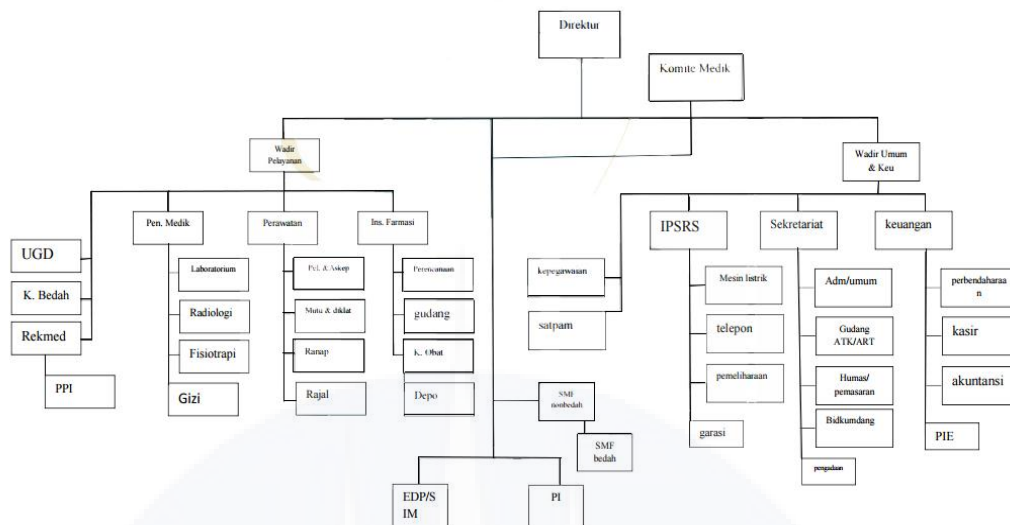 Direktur
Komite Medik
Wadir
Pelayanan
Wadir Umum
& Keu
Pen. Medik
Perawatan
Ins. Farmasi
IPSRS
Sekretariat
keuangan
UGD
K. Bedah
Rekmed
PPI
Laboratorium
Radiologi
Fisiotrapi
Gizi
Pel. & Askep
Mutu & diklat
Ranap
Rajal
Perencanaan
gudang
K. Obat
Depo
kepegawaian
satpam
Mesin listrik
telepon
pemeliharaan
garasi
Adm/umum
Gudang
ATK/ART
Humas/
pemasaran
Bidkumdang
pengadaan
perbendaharaa
n
kasir
akuntansi
PIE
SMF
nonbedah
SMF
bedah
EDP/S
IM
PI